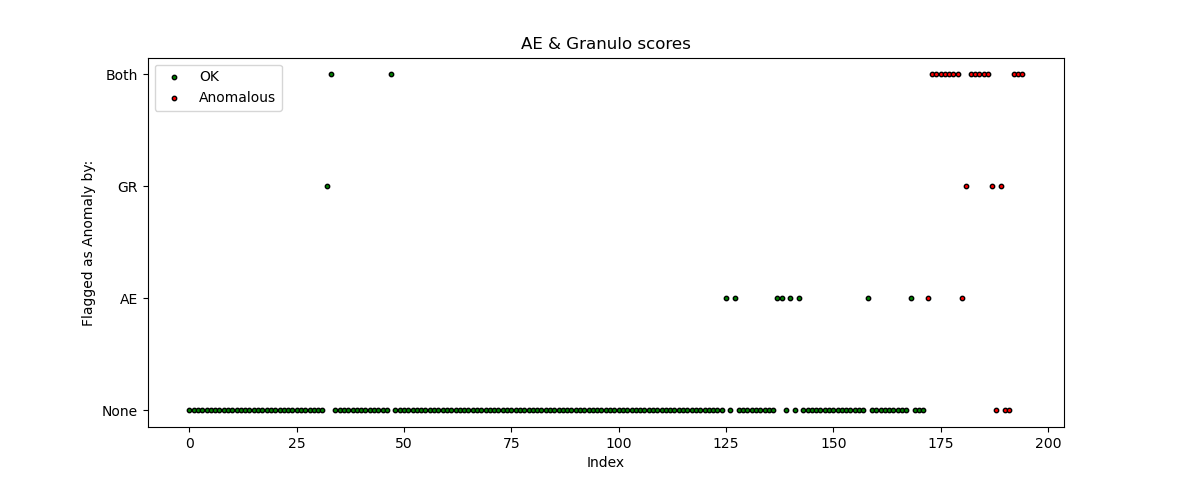 AE & Granulo scores
OK
Anomalous
Flagged as Anomaly by:
Both
GR
AE
None
0 25 50 75 100 125 150 175 200
Index